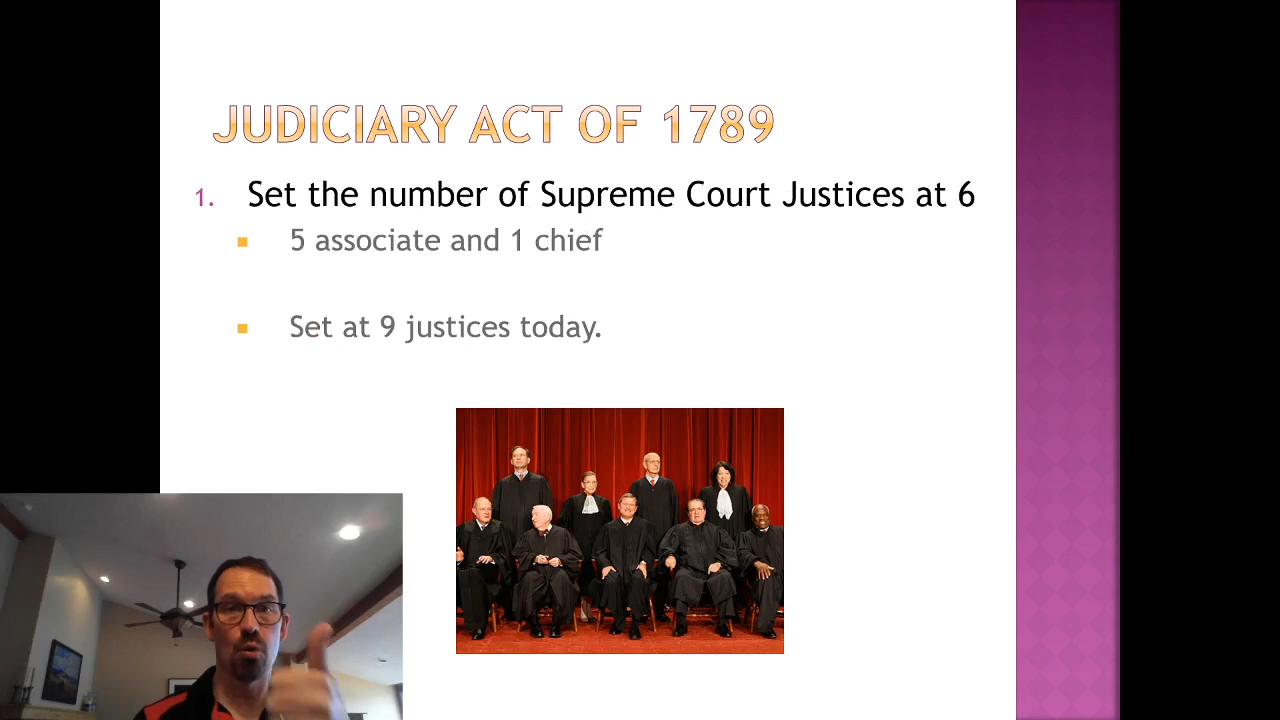 JUDICIARY ACT OF 1789
1. Set the number of Supreme Court Justices at 6
5 associate and 1 chief
Set at 9 justices today.